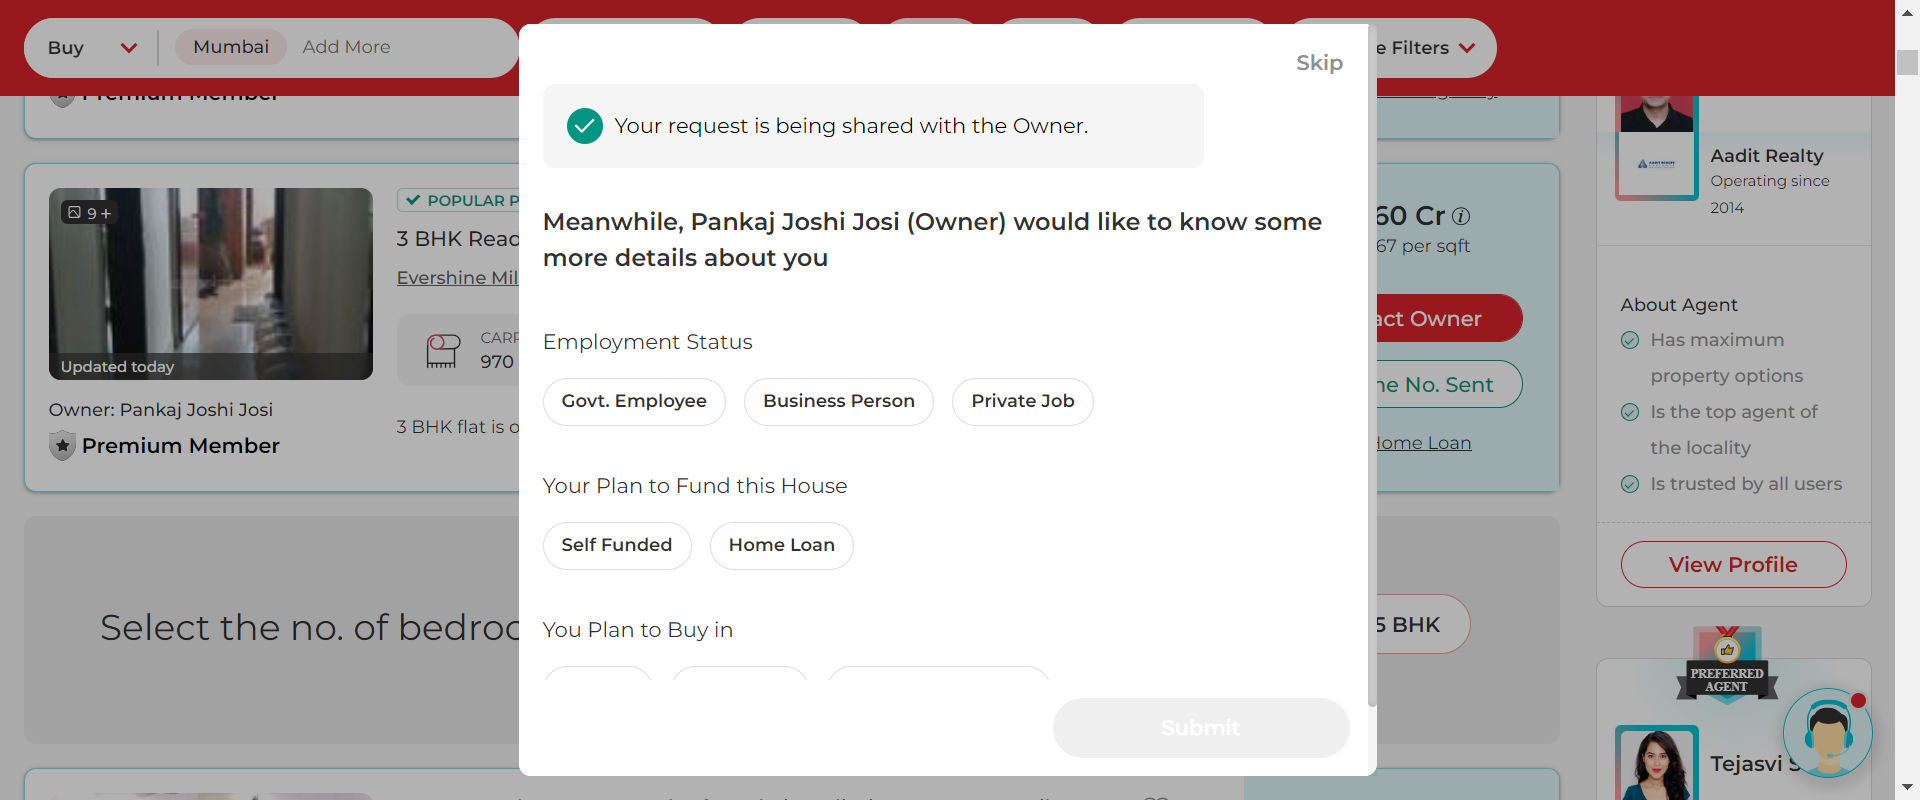 Buy
Mumbai
Add More
e Filters
Premium Member
Skip
Your request is being shared with the Owner.
Meanwhile, Pankaj Joshi Josi (Owner) would like to know some
more details about you
Employment Status
Govt. Employee
Business Person
Private Job
Your Plan to Fund this House
Self Funded
Home Loan
You Plan to Buy in
Submit
9 +
Updated today
Owner: Pankaj Joshi Josi
Premium Member
POPULAR P
3 BHK Read
Evershine Mil
CARP
970
3 BHK flat is o
60 Cr
67 per sqft
act Owner
ne No. Sent
Home Loan
Select the no. of bedroo
5 BHK
AADIT REALTY
Aadit Realty
Operating since
2014
About Agent
Has maximum
property options
Is the top agent of
the locality
Is trusted by all users
View Profile
PREFERRED
AGENT
Tejasvi S